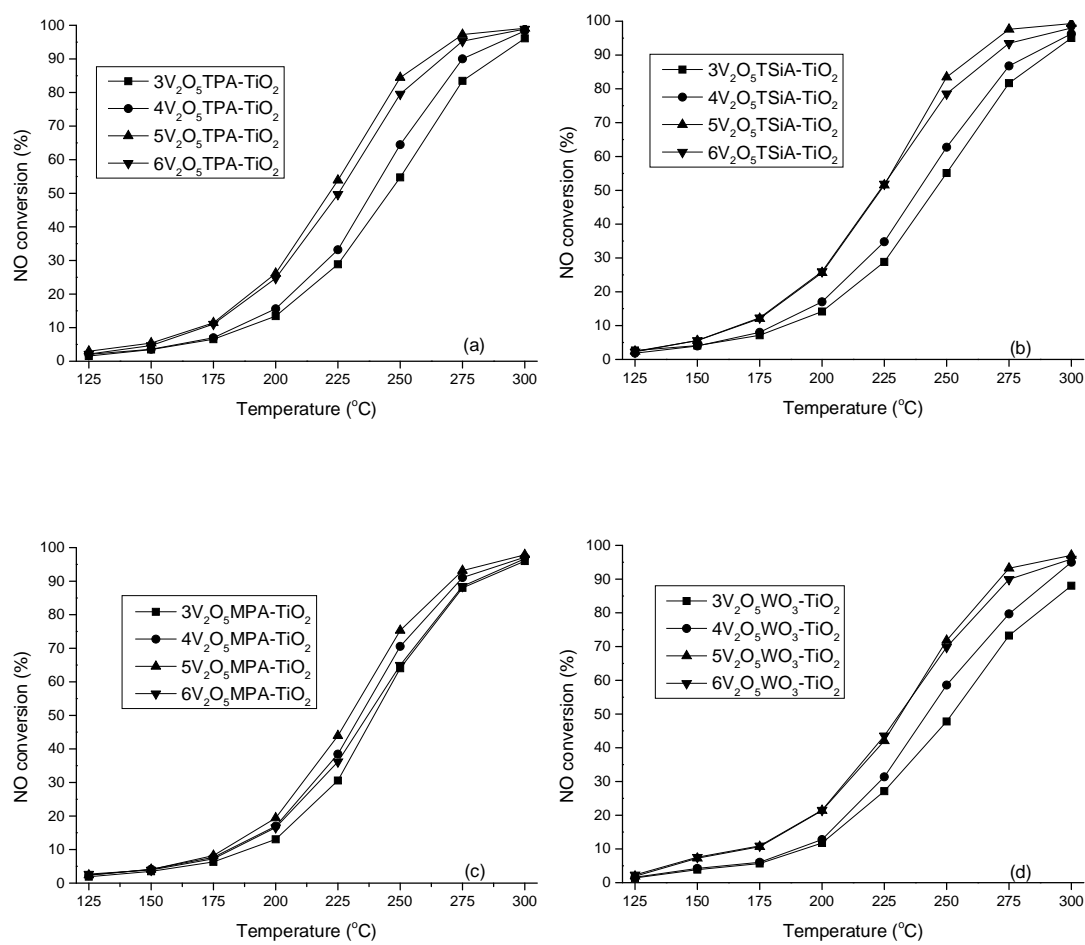 100
90
80
70
60
50
40
30
20
10
0
NO conversion (%)
3V₂O₅TPA-TiO₂
4V₂O₅TPA-TiO₂
5V₂O₅TPA-TiO₂
6V₂O₅TPA-TiO₂
(a)
125 150 175 200 225 250 275 300
Temperature (°C)
100
90
80
70
60
50
40
30
20
10
0
NO conversion (%)
3V₂O₅TSiA-TiO₂
4V₂O₅TSiA-TiO₂
5V₂O₅TSiA-TiO₂
6V₂O₅TSiA-TiO₂
(b)
125 150 175 200 225 250 275 300
Temperature (°C)
100
90
80
70
60
50
40
30
20
10
0
NO conversion (%)
3V₂O₅MPA-TiO₂
4V₂O₅MPA-TiO₂
5V₂O₅MPA-TiO₂
6V₂O₅MPA-TiO₂
(c)
125 150 175 200 225 250 275 300
Temperature (°C)
100
90
80
70
60
50
40
30
20
10
0
NO conversion (%)
3V₂O₅WO₃-TiO₂
4V₂O₅WO₃-TiO₂
5V₂O₅WO₃-TiO₂
6V₂O₅WO₃-TiO₂
(d)
125 150 175 200 225 250 275 300
Temperature (°C)